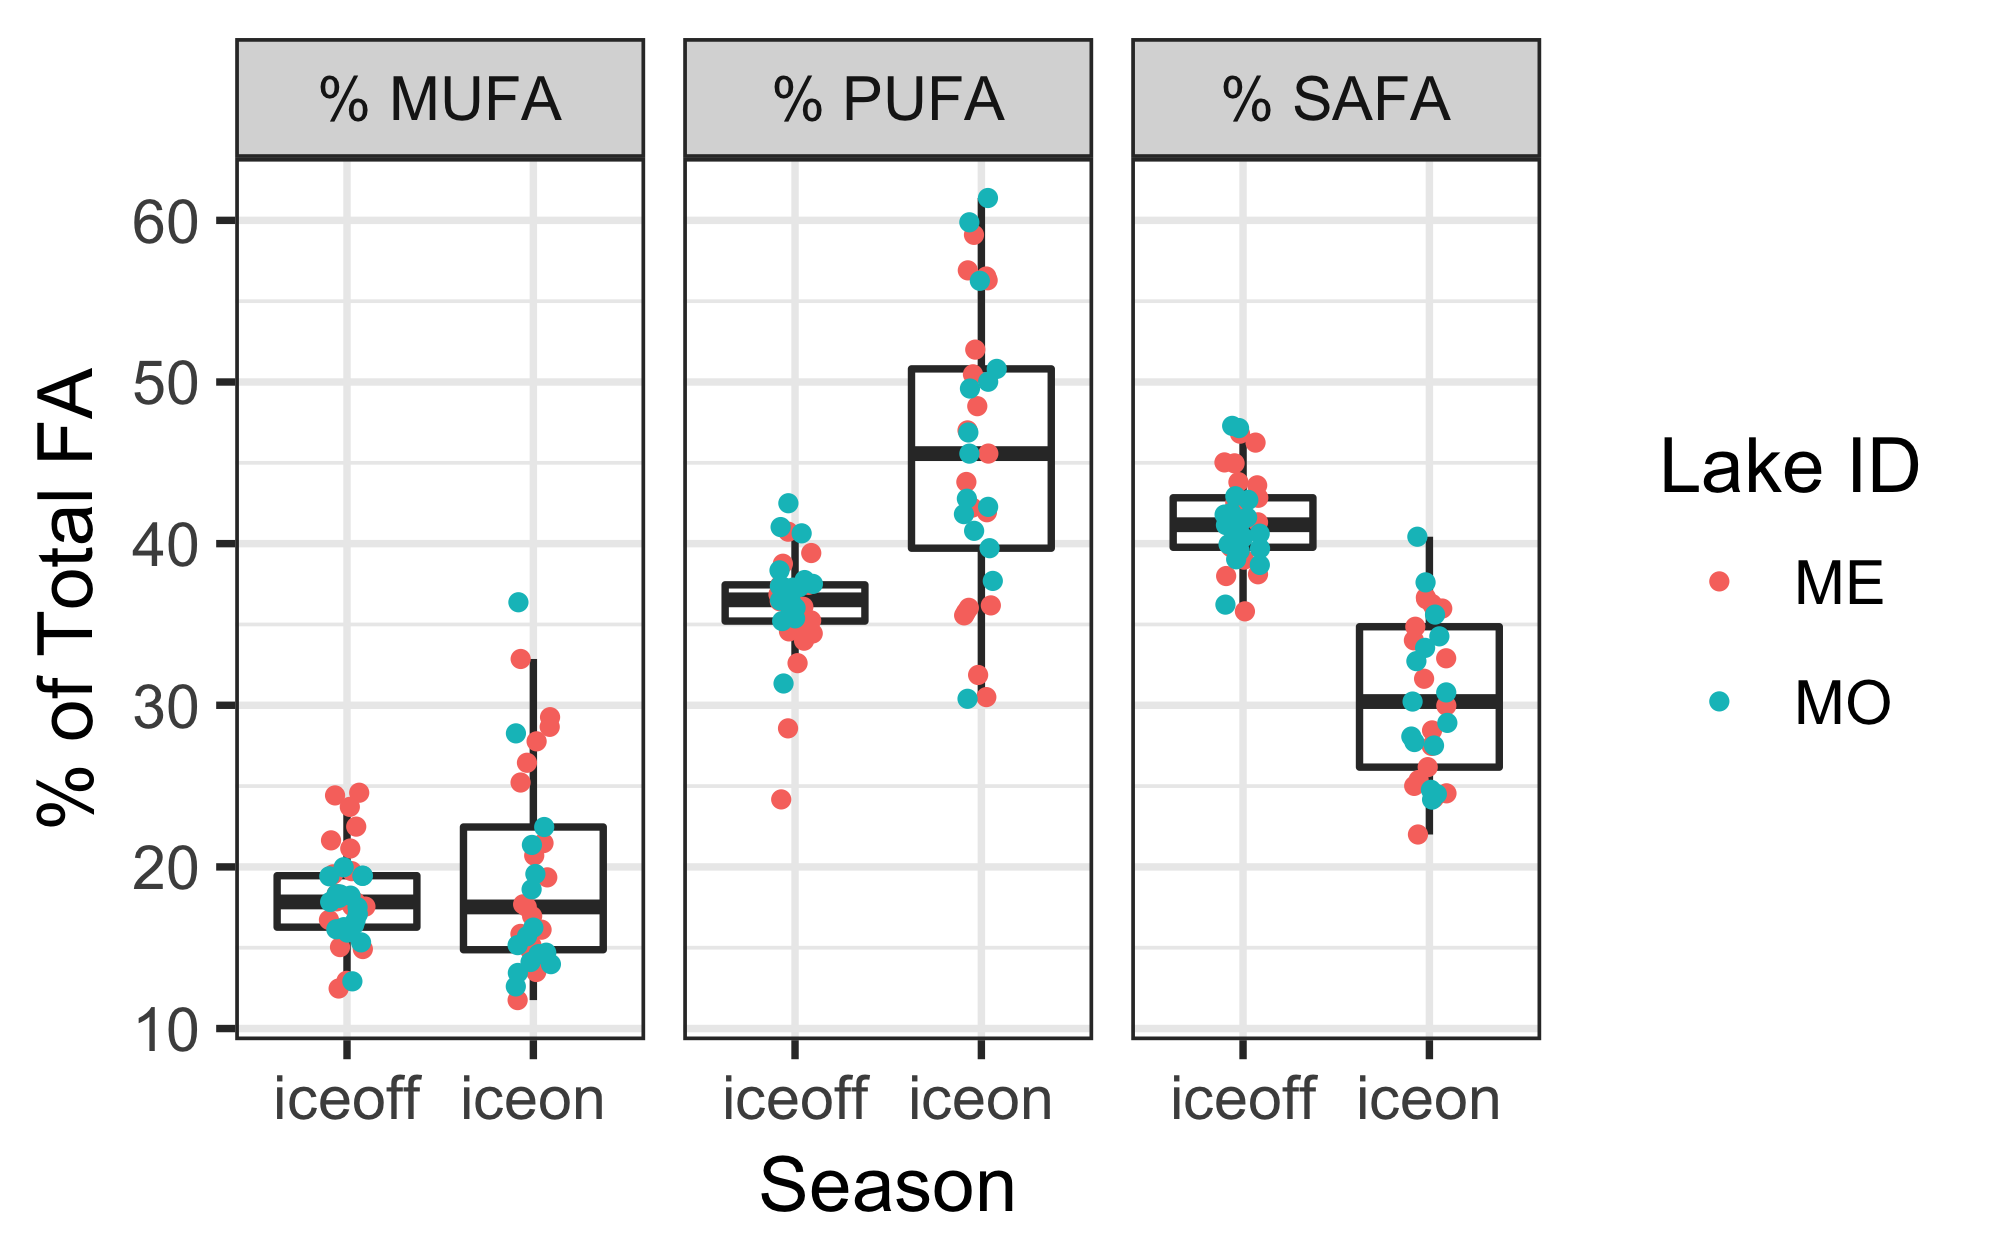 % MUFA
% PUFA
% SAFA
% of Total FA
60
50
40
30
20
10
iceoff
iceon
iceoff
iceon
iceoff
iceon
Season
Lake ID
ME
MO